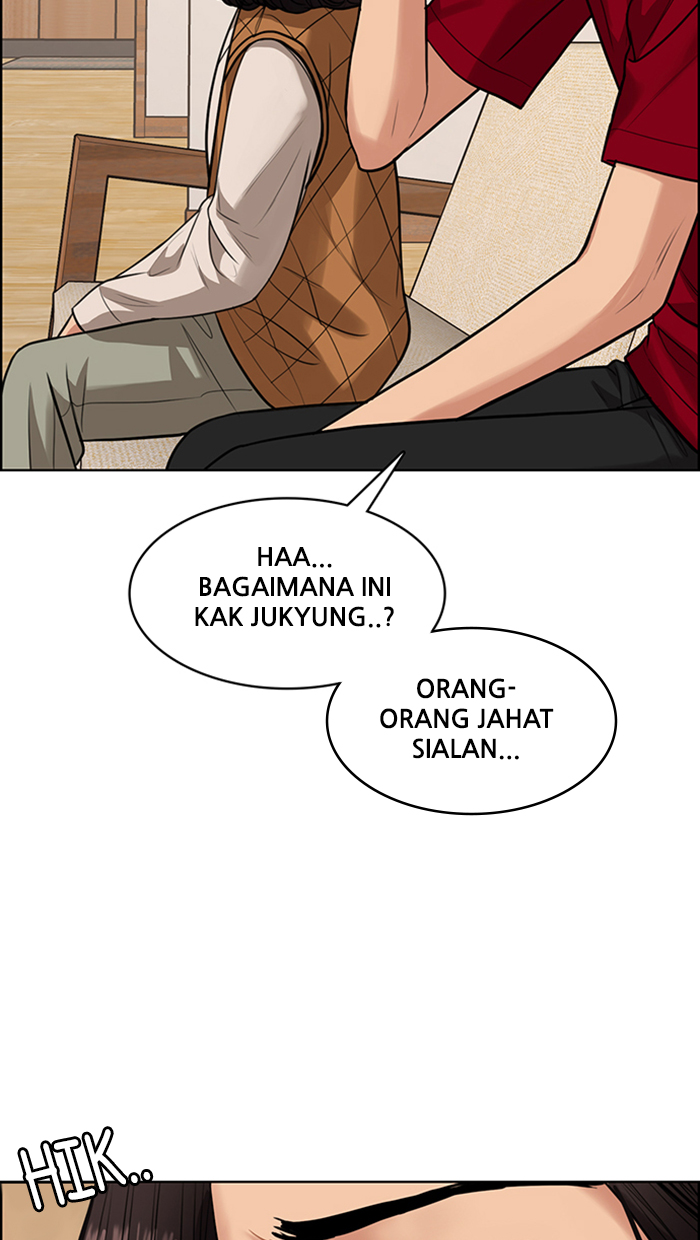 HAA...
BAGAIMANA INI
KAK JUKYUNG..?
ORANG-
ORANG JAHAT
SIALAN...
HIK..